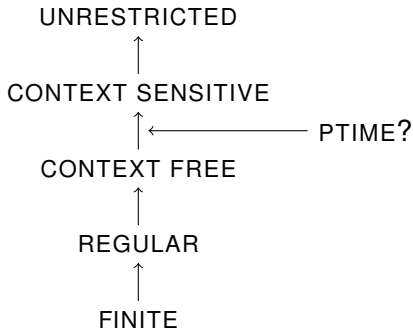 UNRESTRICTED
CONTEXT SENSITIVE
PTIME?
CONTEXT FREE
REGULAR
FINITE